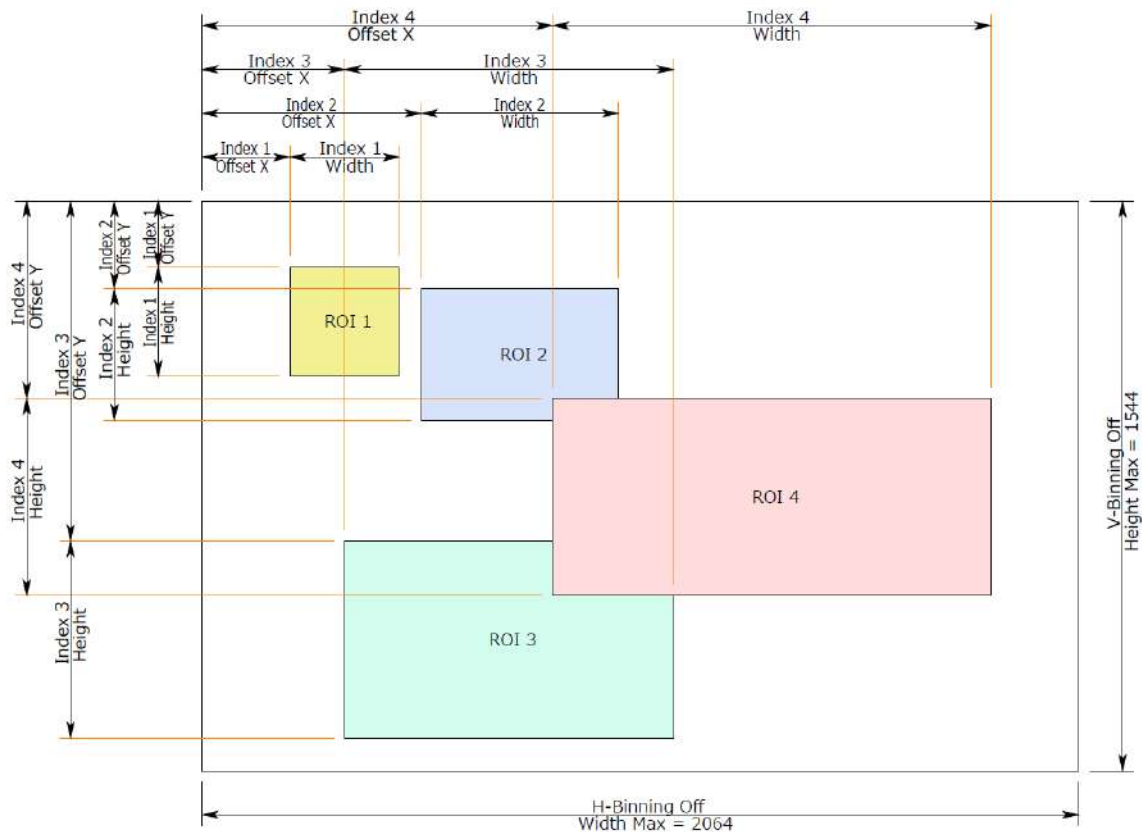 Index 4
Offset X
Index 4
Width
Index 3
Offset X
Index 3
Width
Index 2
Offset X
Index 2
Width
Index 1
Offset X
Index 1
Width
Index 4
Offset Y
Index 3
Offset Y
Index 2
Offset Y
Index 1
Offset Y
Index 2
Height
Index 1
Height
Index 4
Height
Index 3
Height
ROI 1
ROI 2
ROI 4
ROI 3
V-Binning Off
Height Max = 1544
H-Binning Off
Width Max = 2064